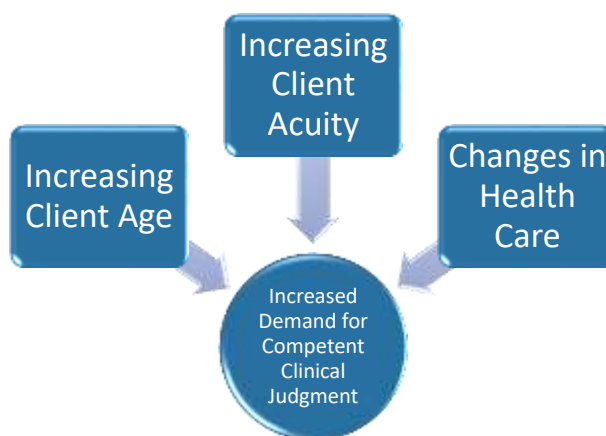 Increasing
Client
Acuity
Increasing
Client Age
Changes in
Health
Care
Increased
Demand for
Competent
Clinical
Judgment